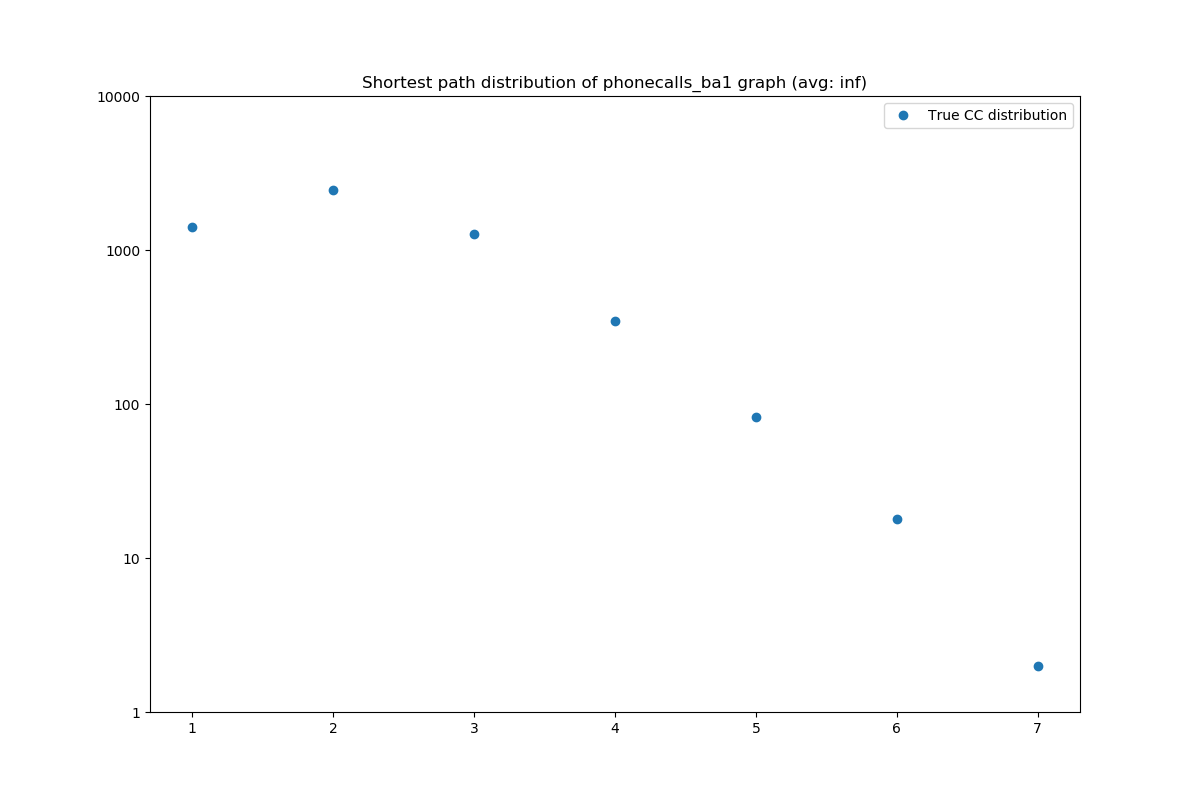 Shortest path distribution of phonecalls_ba1 graph (avg: inf)
True CC distribution
10000
1000
100
10
1
1 2 3 4 5 6 7